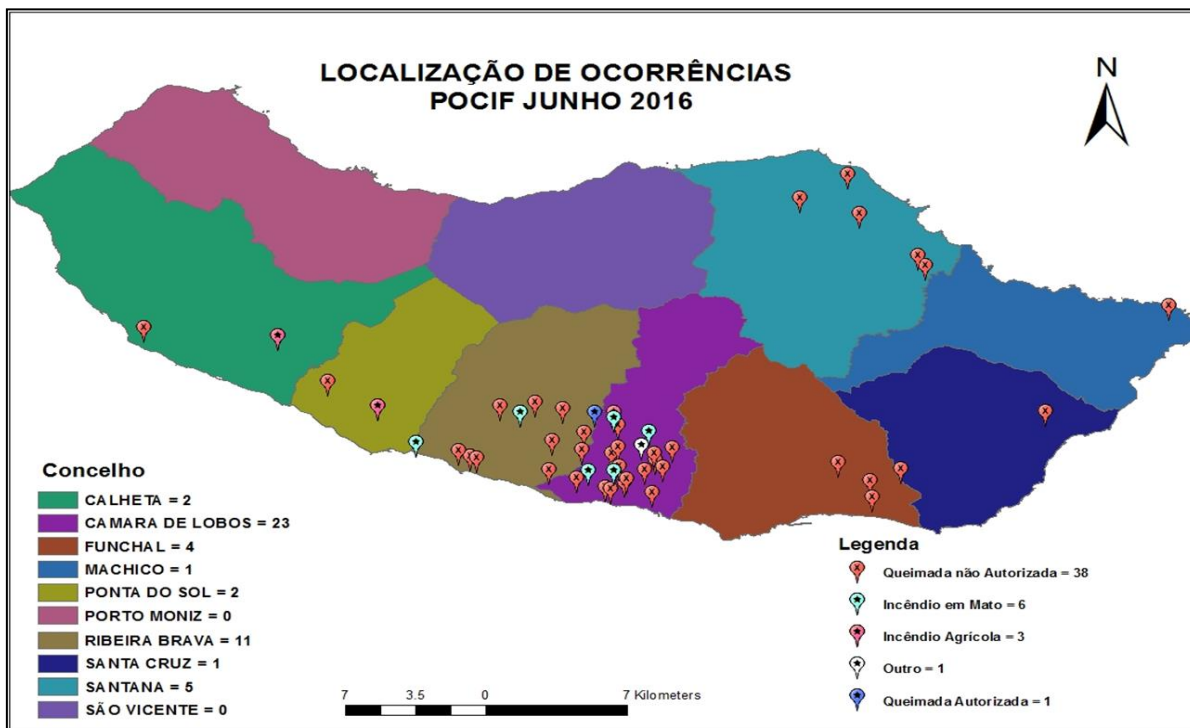 LOCALIZAÇÃO DE OCORRÊNCIAS
POCIF JUNHO 2016
N
Concelho
CALHETA = 2
CAMARA DE LOBOS = 23
FUNCHAL = 4
MACHICO = 1
PONTA DO SOL = 2
PORTO MONIZ = 0
RIBEIRA BRAVA = 11
SANTA CRUZ = 1
SANTANA = 5
SÃO VICENTE = 0
7 3.5 0 7 Kilometers
Legenda
Queimada não Autorizada = 38
Incêndio em Mato = 6
Incêndio Agrícola = 3
Outro = 1
Queimada Autorizada = 1